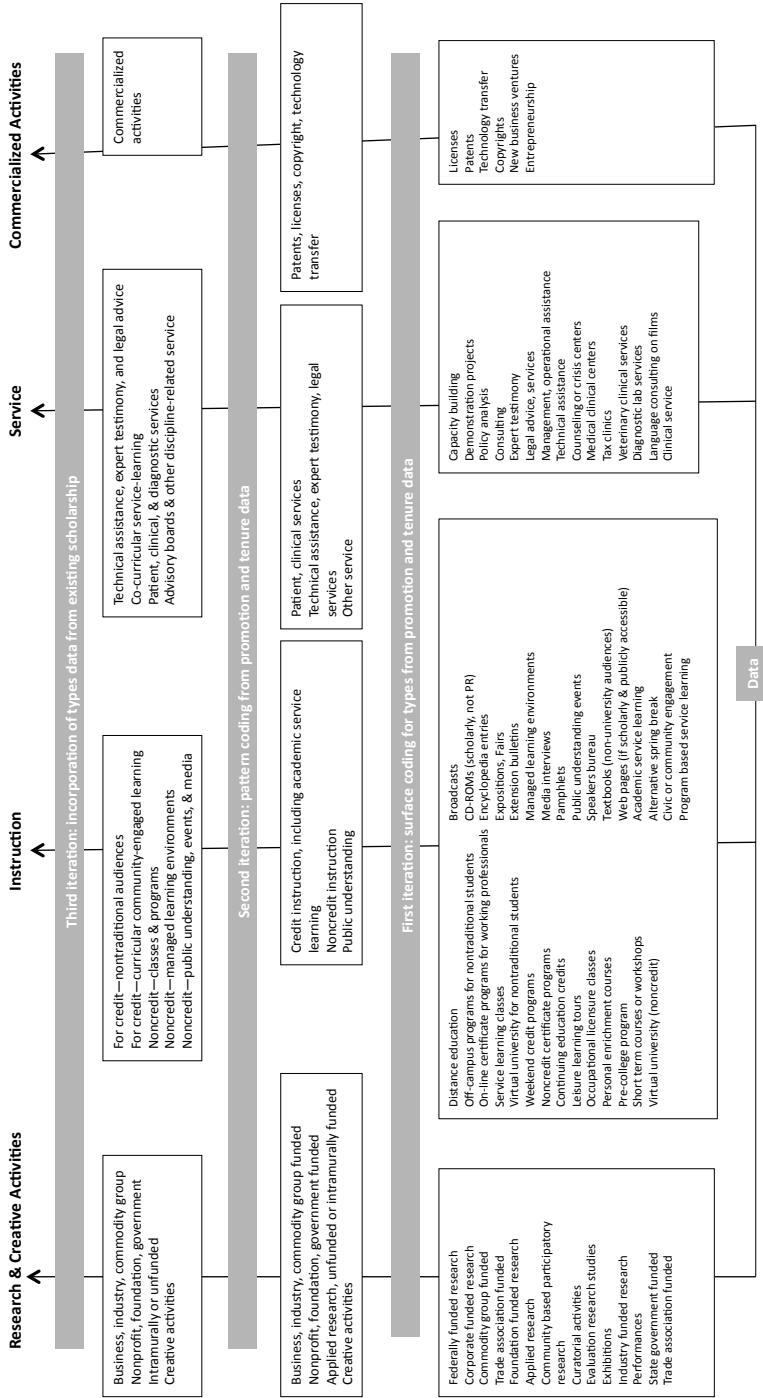 Research & Creative Activities
Instruction
Service
Commercialized Activities
Third iteration: incorporation of types data from existing scholarship
Business, industry, commodity group
Nonprofit, foundation, government
Intramurally or unfunded
Creative activities
For credit—nontraditional audiences
For credit—curricular community-engaged learning
Noncredit—classes & programs
Noncredit—managed learning environments
Noncredit—public understanding, events, & media
Technical assistance, expert testimony, and legal advice
Co-curricular service-learning
Patient, clinical, & diagnostic services
Advisory boards & other discipline-related service
Commercialized
activities
Second iteration: pattern coding from promotion and tenure data
Business, industry, commodity group funded
Nonprofit, foundation, government funded
Applied research, unfunded or intramurally funded
Creative activities
Credit instruction, including academic service
learning
Noncredit instruction
Public understanding
Patient, clinical services
Technical assistance, expert testimony, legal
services
Other service
Patents, licenses, copyright, technology
transfer
First iteration: surface coding for types from promotion and tenure data
Federally funded research
Corporate funded research
Commodity group funded
Trade association funded
Foundation funded research
Applied research
Community based participatory
research
Curatorial activities
Evaluation research studies
Exhibitions
Industry funded research
Performances
State government funded
Trade association funded
Distance education
Off-campus programs for nontraditional students
On-line certificate programs for working professionals
Service learning classes
Virtual university for nontraditional students
Weekend credit programs
Noncredit certificate programs
Continuing education credits
Leisure learning tours
Occupational licensure classes
Personal enrichment courses
Pre-college program
Short term courses or workshops
Virtual university (noncredit)
Broadcasts
CD-ROMs (scholarly, not PR)
Encyclopedia entries
Expositions, Fairs
Extension bulletins
Managed learning environments
Media interviews
Pamphlets
Public understanding events
Speakers bureau
Textbooks (non-university audiences)
Web pages (if scholarly & publicly accessible)
Academic service learning
Alternative spring break
Civic or community engagement
Program based service learning
Capacity building
Demonstration projects
Policy analysis
Consulting
Expert testimony
Legal advice, services
Management, operational assistance
Technical assistance
Counseling or crisis centers
Medical clinical centers
Tax clinics
Veterinary clinical services
Diagnostic lab services
Language consulting on films
Clinical service
Licenses
Patents
Technology transfer
Copyrights
New business ventures
Entrepreneurship
Data